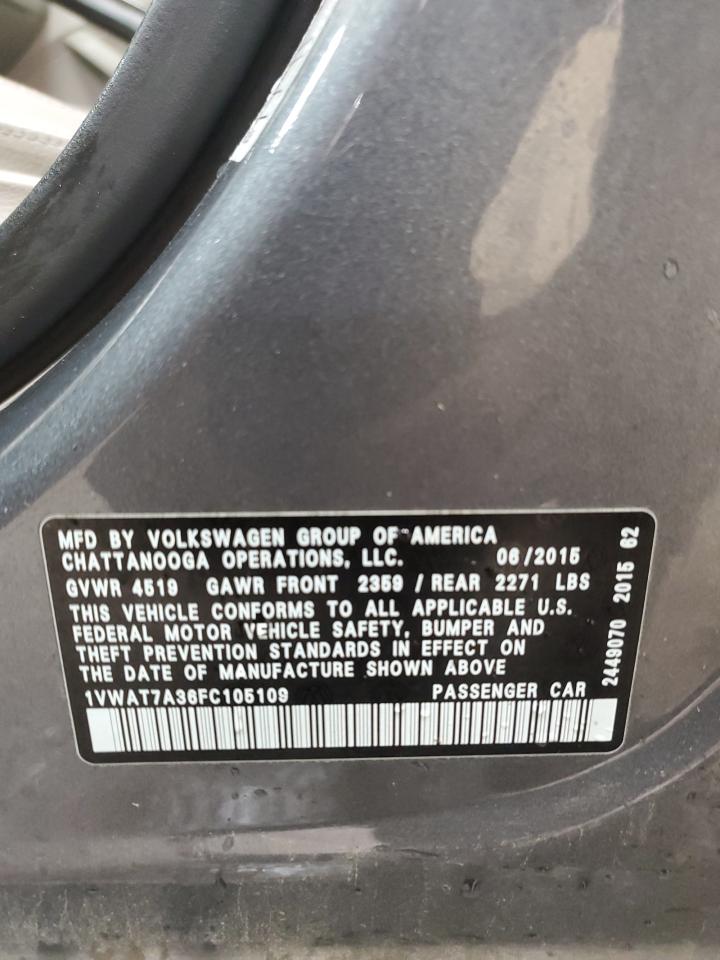 MFD BY VOLKSWAGEN GROUP OF AMERICA
CHATTANOOGA OPERATIONS, LLC. 06/2015
GVWR 4519 GAWR FRONT 2359 / REAR 2271 LBS
THIS VEHICLE CONFORMS TO ALL APPLICABLE U.S.
FEDERAL MOTOR VEHICLE SAFETY, BUMPER AND
THEFT PREVENTION STANDARDS IN EFFECT ON
THE DATE OF MANUFACTURE SHOWN ABOVE
1VWAT7A36FC105109 PASSENGER CAR
2449070 2015 62